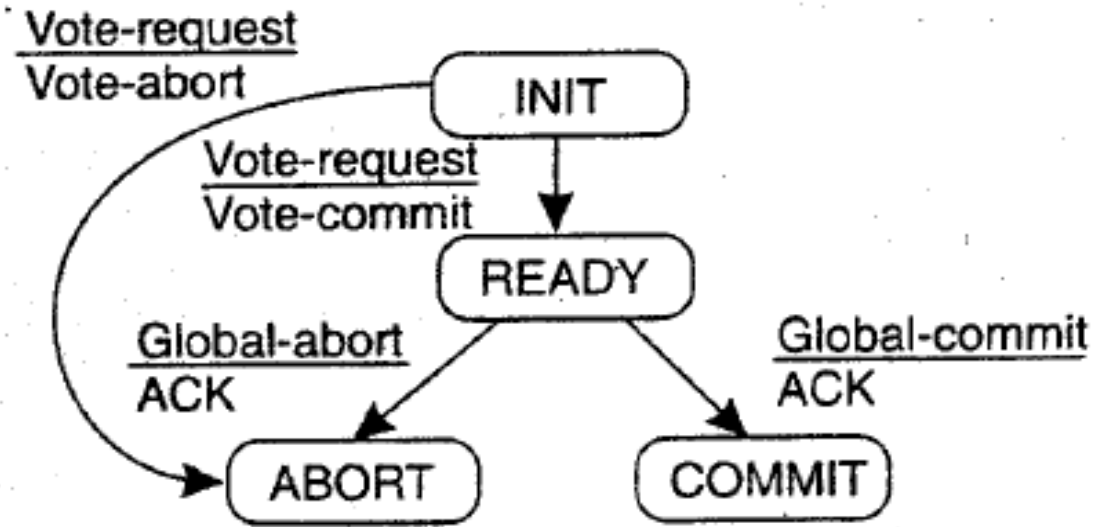 Vote-request
Vote-abort
INIT
Vote-request
Vote-commit
READY
Global-abort
ACK
Global-commit
ACK
ABORT
COMMIT